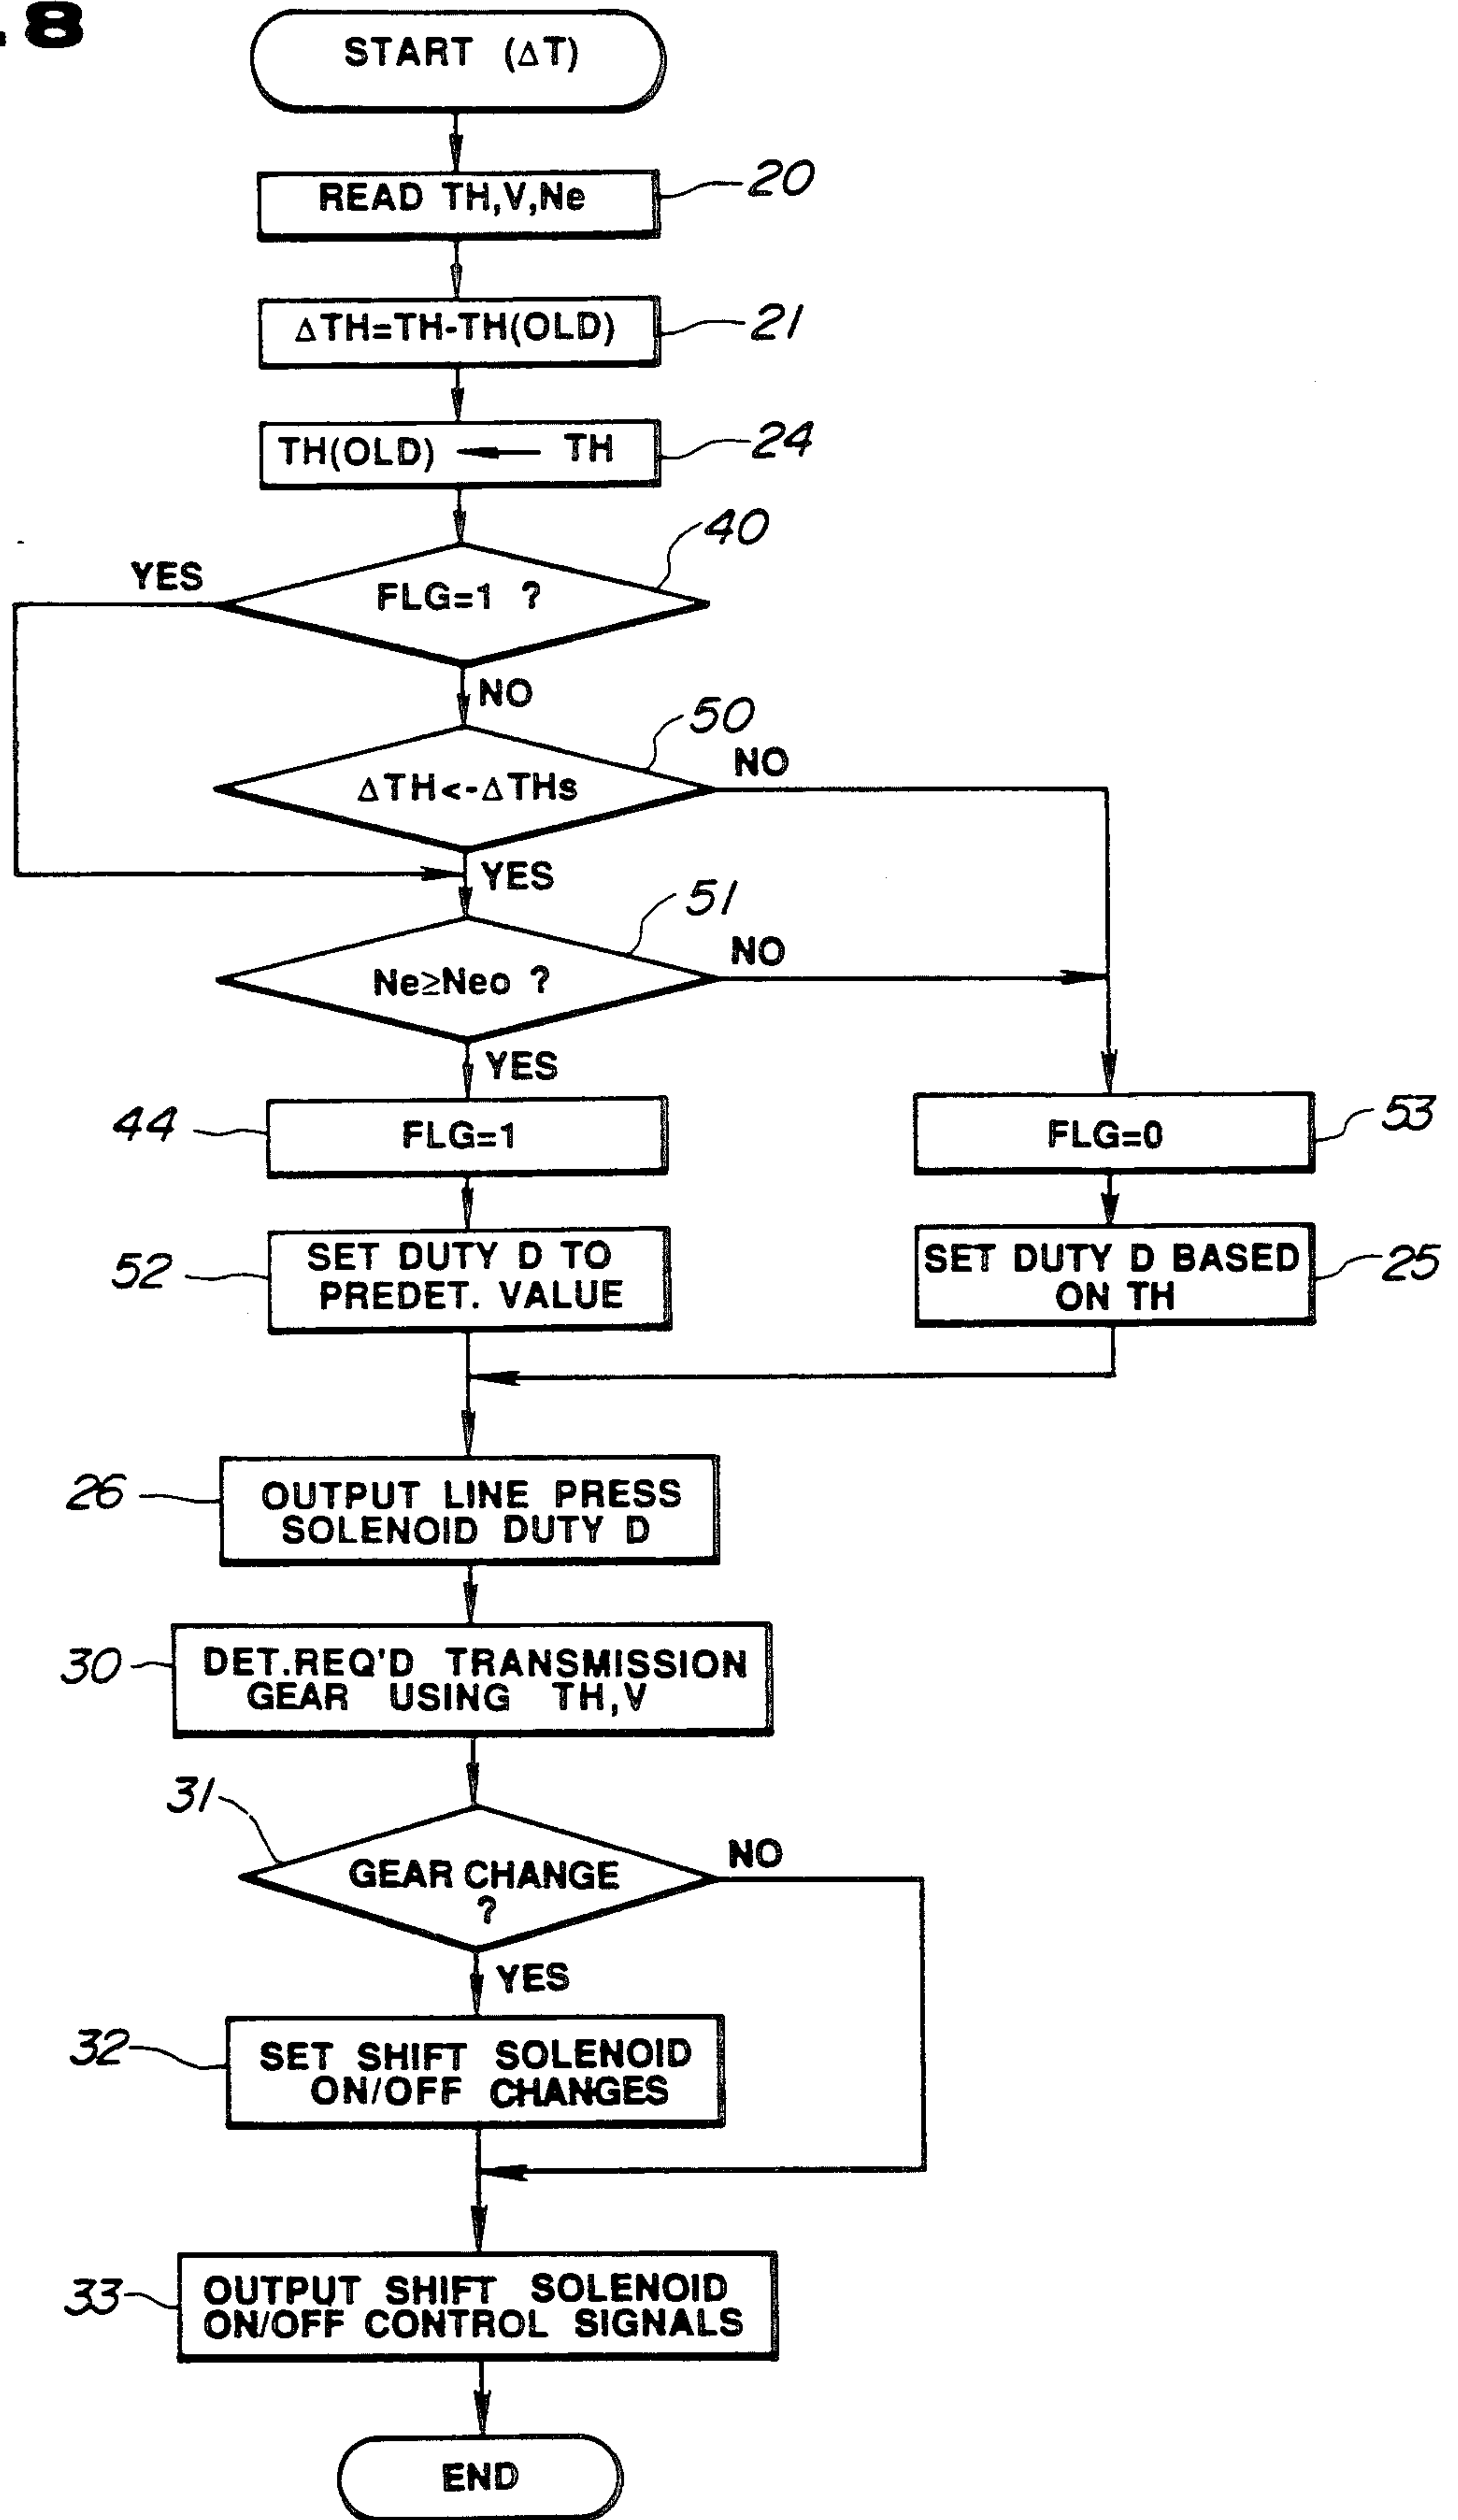 .8
START (ΔT)
READ TH,V,Ne
20
ΔTH=TH-TH(OLD)
21
TH(OLD) ← TH
24
40
YES
FLG=1 ?
NO
50
NO
ΔTH<-ΔTHs
YES
51
NO
Ne≥Neo ?
YES
44
FLG=1
FLG=0
53
52
SET DUTY D TO
PREDET. VALUE
SET DUTY D BASED
ON TH
25
26
OUTPUT LINE PRESS
SOLENOID DUTY D
30
DET.REQ'D TRANSMISSION
GEAR USING TH,V
31
NO
GEAR CHANGE
?
YES
32
SET SHIFT SOLENOID
ON/OFF CHANGES
33
OUTPUT SHIFT SOLENOID
ON/OFF CONTROL SIGNALS
END